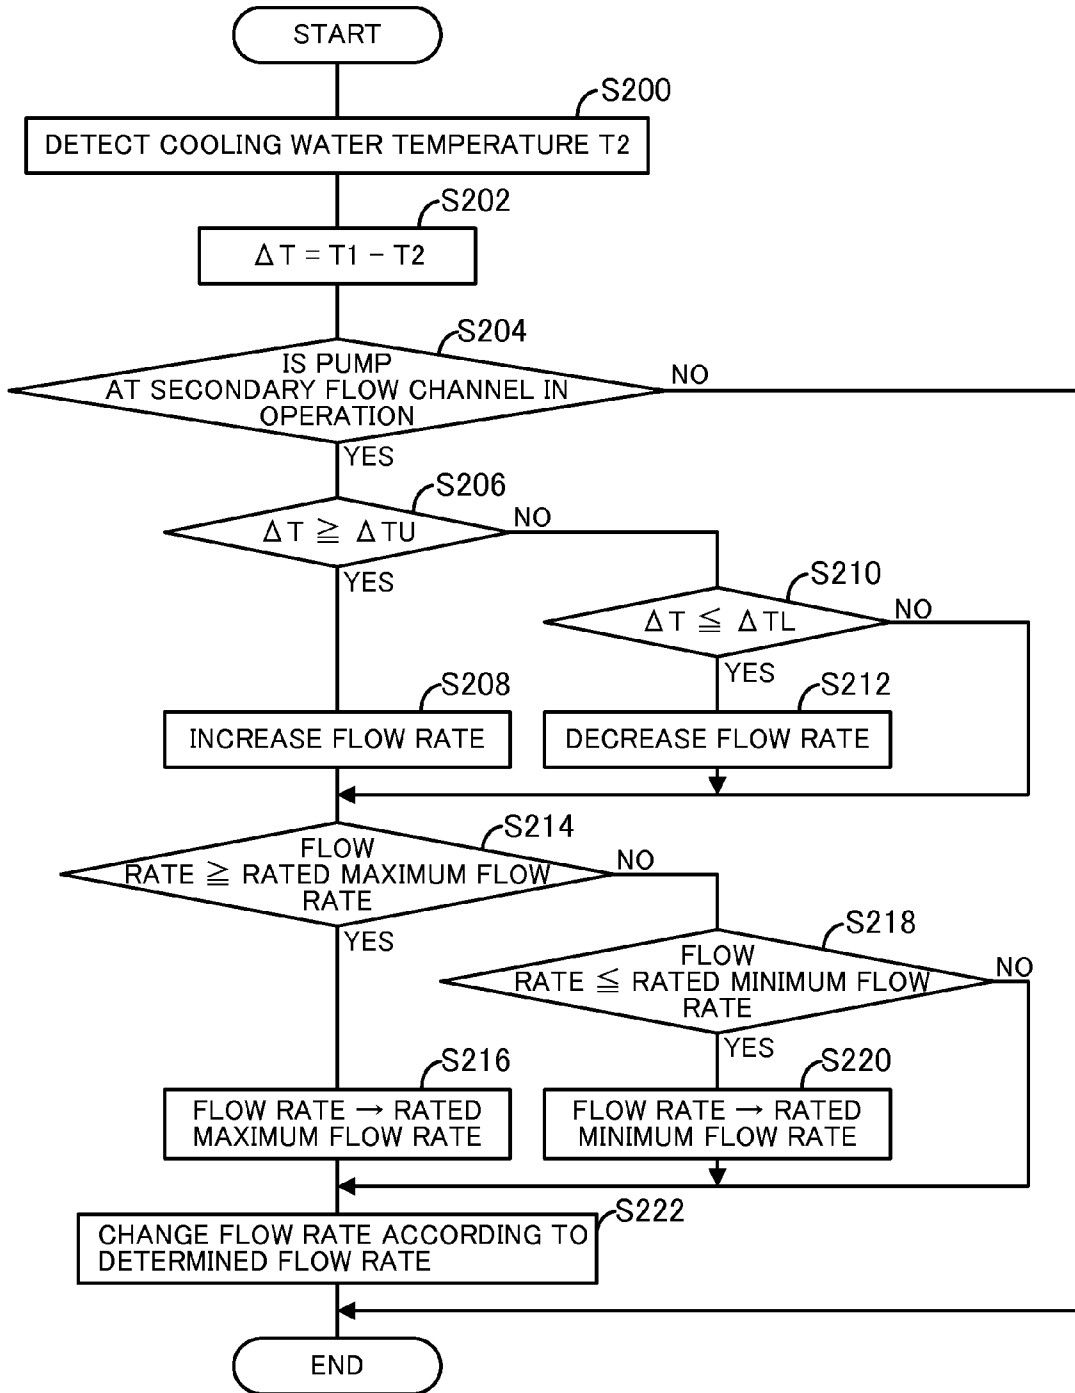 START
S200
DETECT COOLING WATER TEMPERATURE T2
S202
ΔT = T1 − T2
S204
IS PUMP
AT SECONDARY FLOW CHANNEL IN
OPERATION
NO
YES
S206
ΔT ≧ ΔTU
NO
YES
S210
ΔT ≦ ΔTL
NO
YES
S208
INCREASE FLOW RATE
S212
DECREASE FLOW RATE
S214
FLOW
RATE ≧ RATED MAXIMUM FLOW
RATE
NO
YES
S218
FLOW
RATE ≦ RATED MINIMUM FLOW
RATE
NO
YES
S216
FLOW RATE → RATED
MAXIMUM FLOW RATE
S220
FLOW RATE → RATED
MINIMUM FLOW RATE
S222
CHANGE FLOW RATE ACCORDING TO
DETERMINED FLOW RATE
END